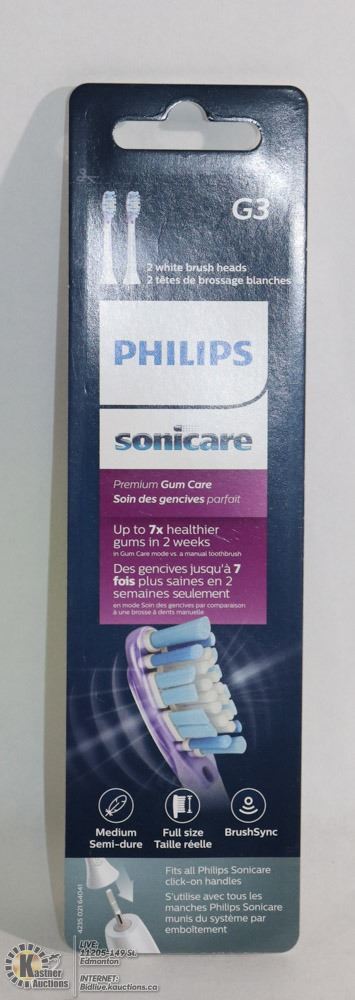 G3
2 white brush heads
2 têtes de brossage blanches
PHILIPS
sonicare
Premium Gum Care
Soin des gencives parfait
Up to 7x healthier
gums in 2 weeks
in Gum Care mode vs. a manual toothbrush
Des gencives jusqu'à 7
fois plus saines en 2
semaines seulement
en mode Soin des gencives par comparaison
à une brosse à dents manuelle
Medium
Semi-dure
Full size
Taille réelle
BrushSync
Fits all Philips Sonicare
click-on handles
S'utilise avec tous les
manches Philips Sonicare
munis du système par
emboîtement
4235 021 64041
Kastner
Auctions
LIVE:
11205-149 St.
Edmonton
INTERNET:
Bidlive.kauctions.ca